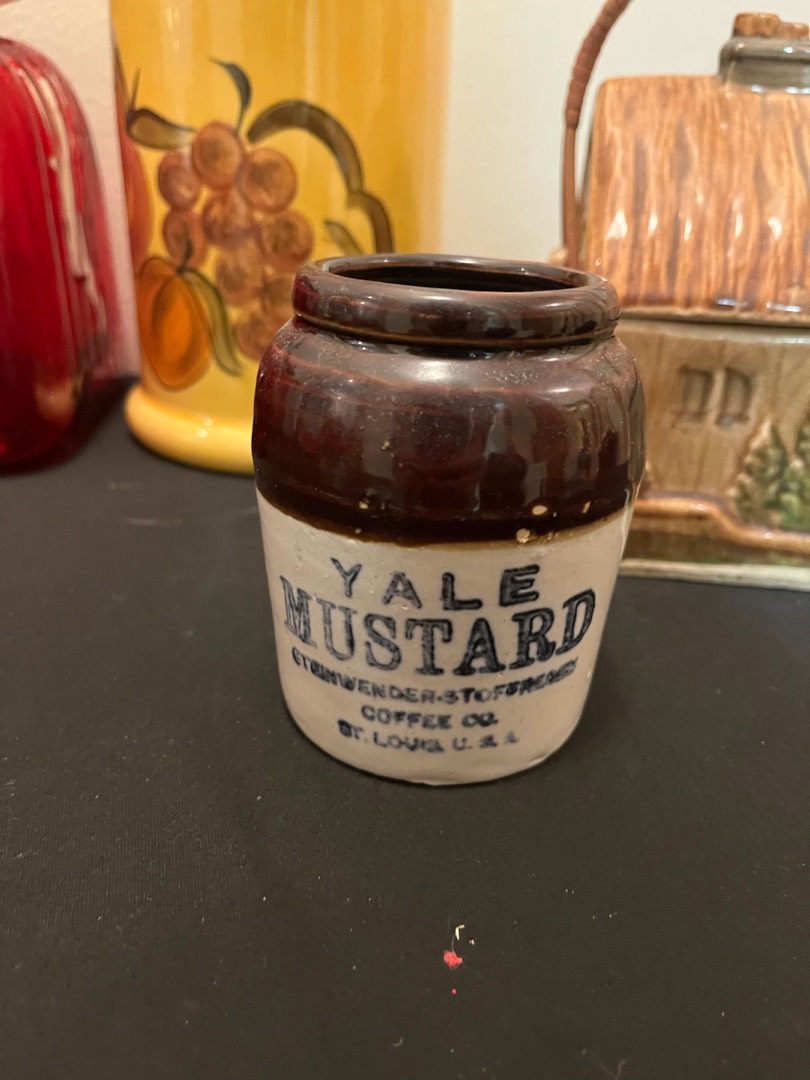 YALE
MUSTARD
STEINWENDER-STOFFREGEN
COFFEE CO.
ST. LOUIS, U. S. A.